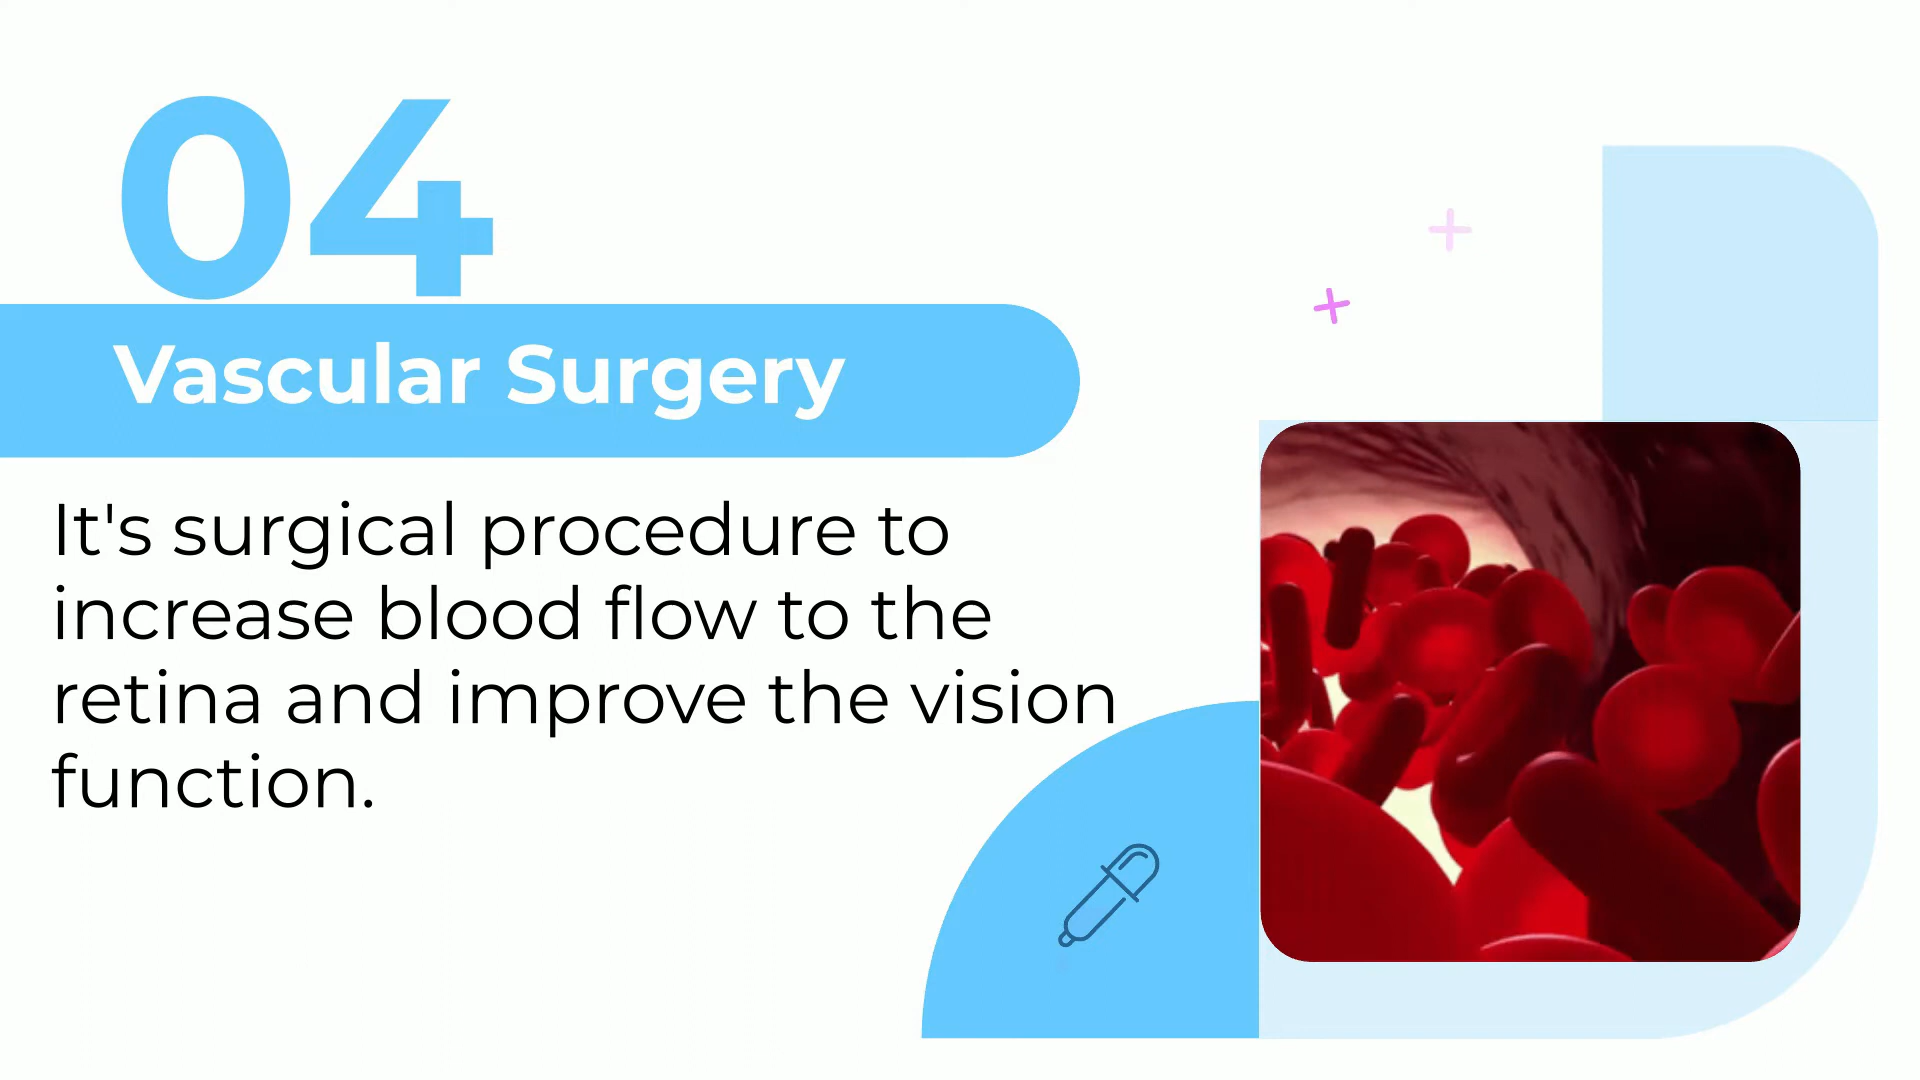 04
Vascular Surgery
It's surgical procedure to
increase blood flow to the
retina and improve the vision
function.